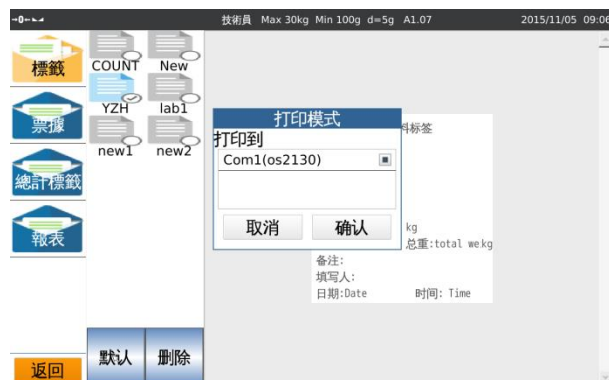 →0← 技術員 Max 30kg Min 100g d=5g A1.07 2015/11/05 09:06
標籤
票據
總計標籤
報表
返回
COUNT New
YZH lab1
new1 new2
默认 删除
打印模式
打印到
Com1(os2130)
取消 确认
料标签
kg
总重:total wekg
备注:
填写人:
日期:Date 时间: Time